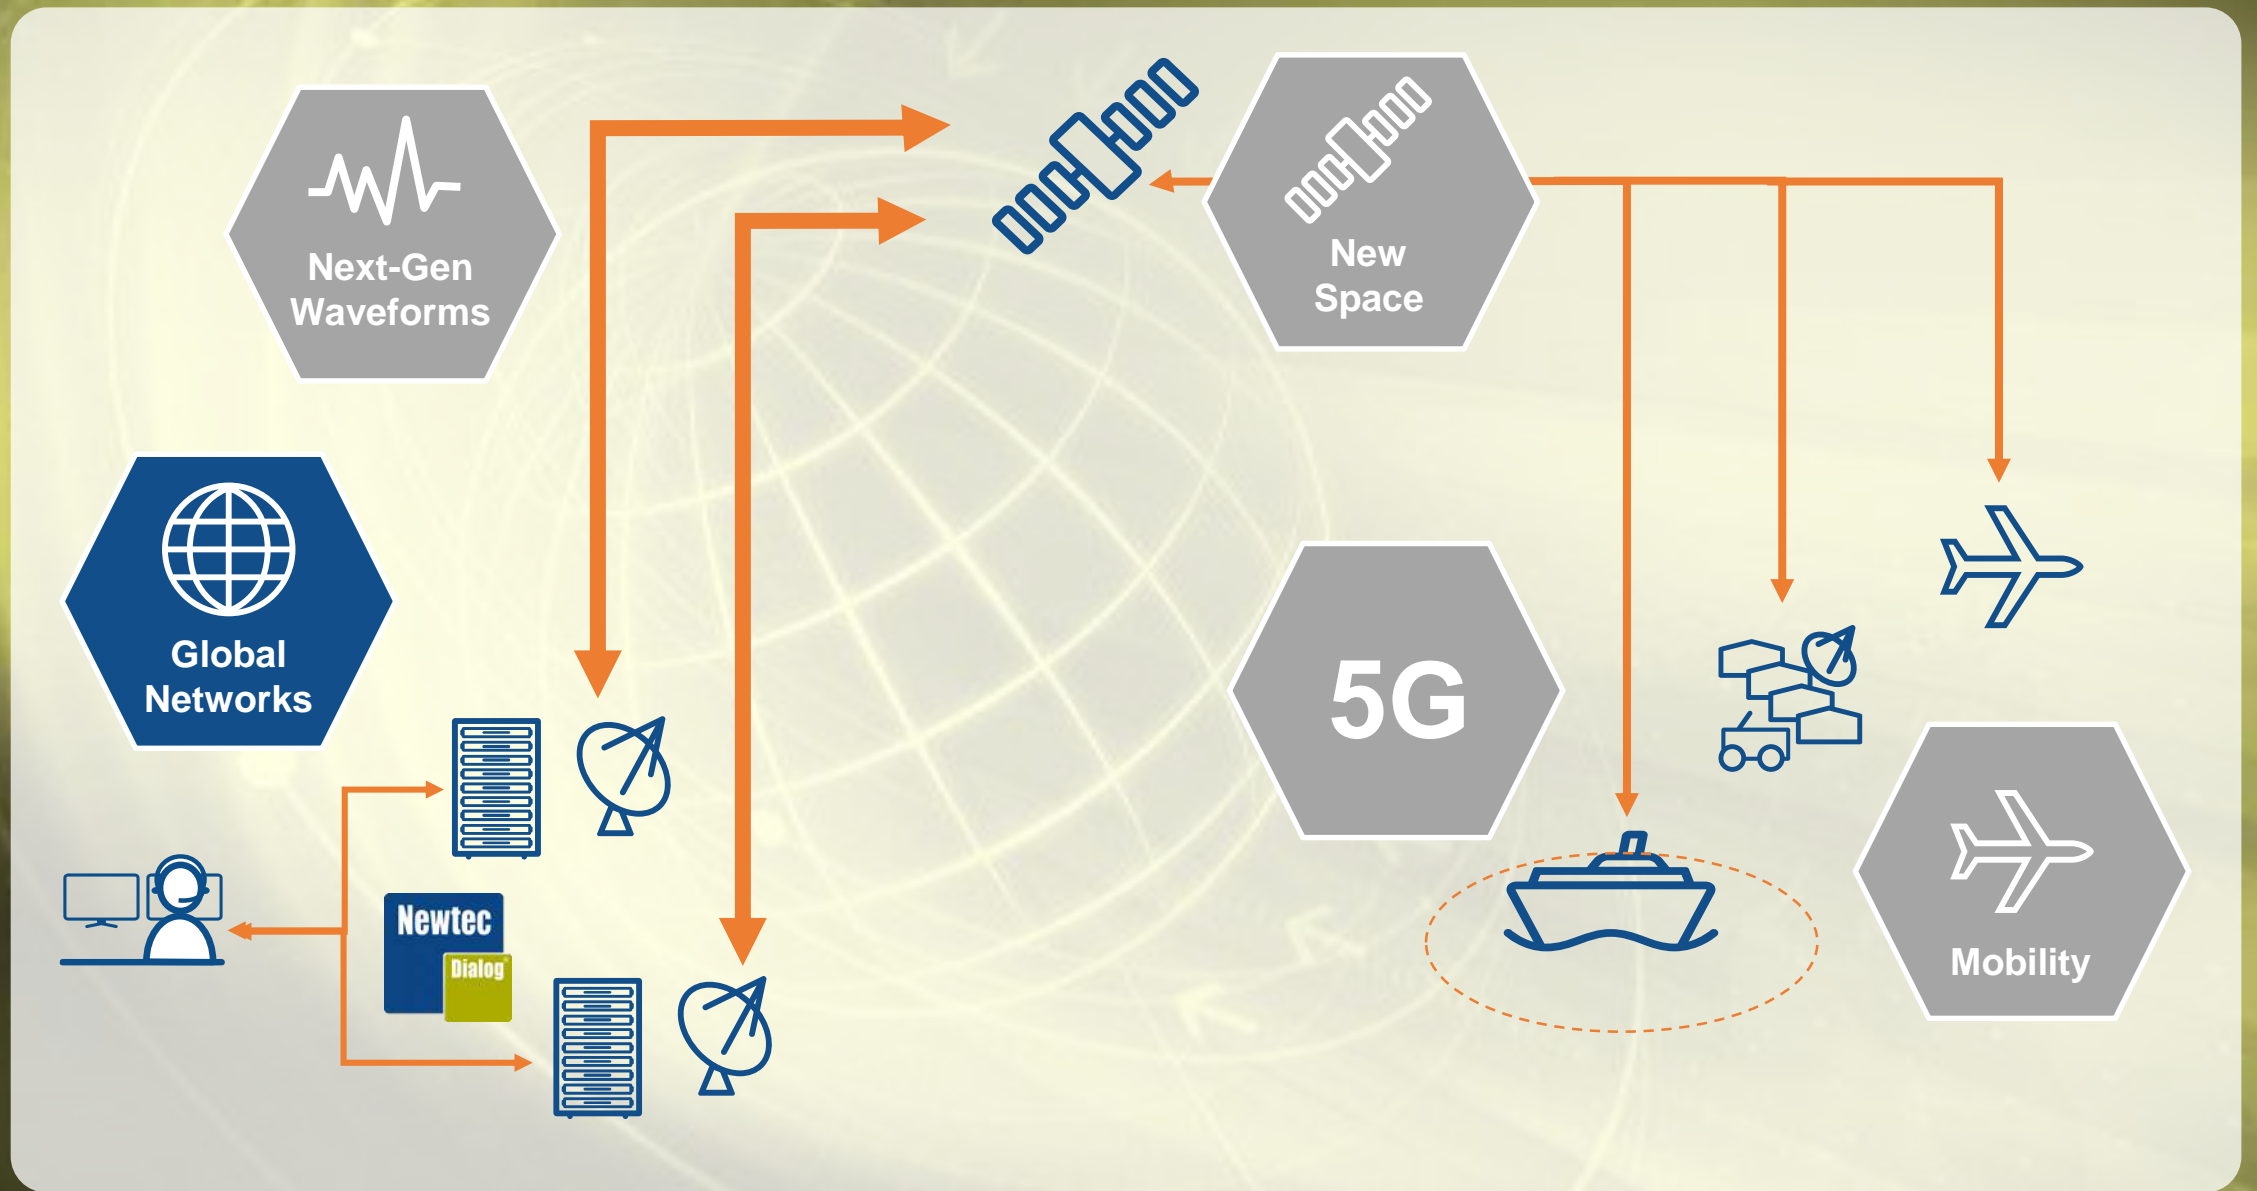 Next-Gen
Waveforms
New
Space
Global
Networks
5G
Newtec
Dialog
Mobility